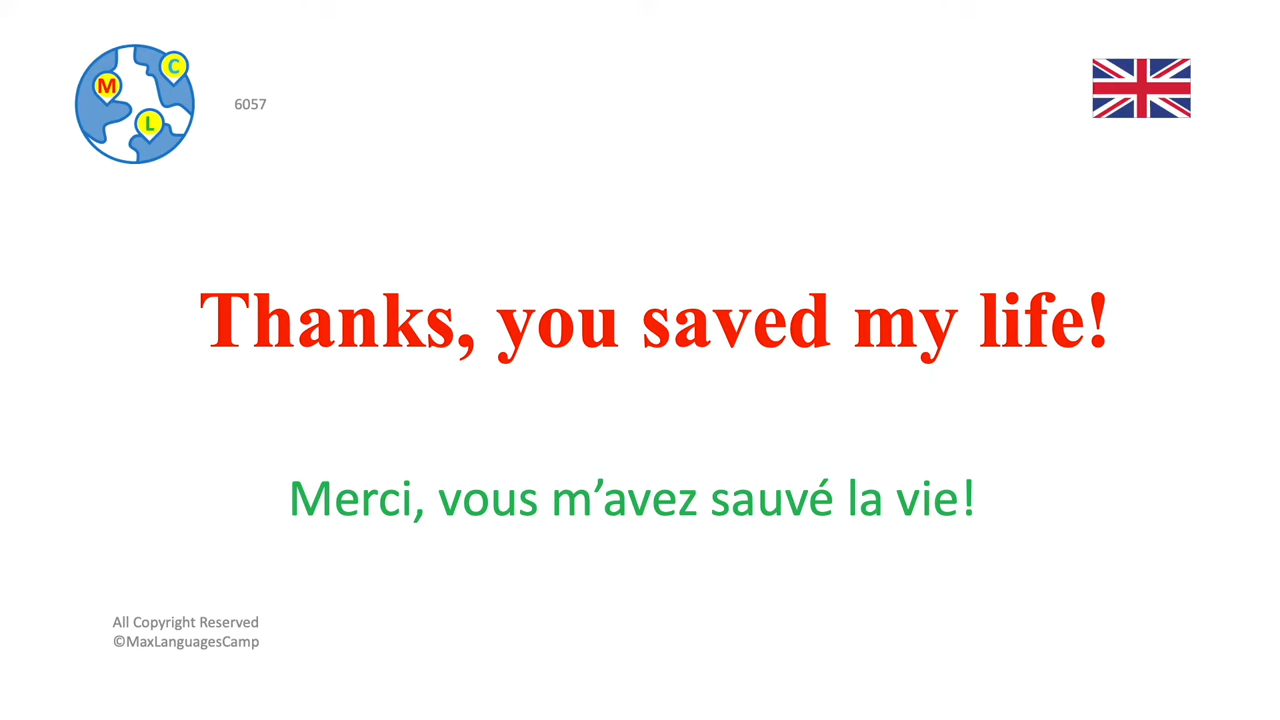 M
C
L
6057
Thanks, you saved my life!
Merci, vous m’avez sauvé la vie!
All Copyright Reserved
©MaxLanguagesCamp